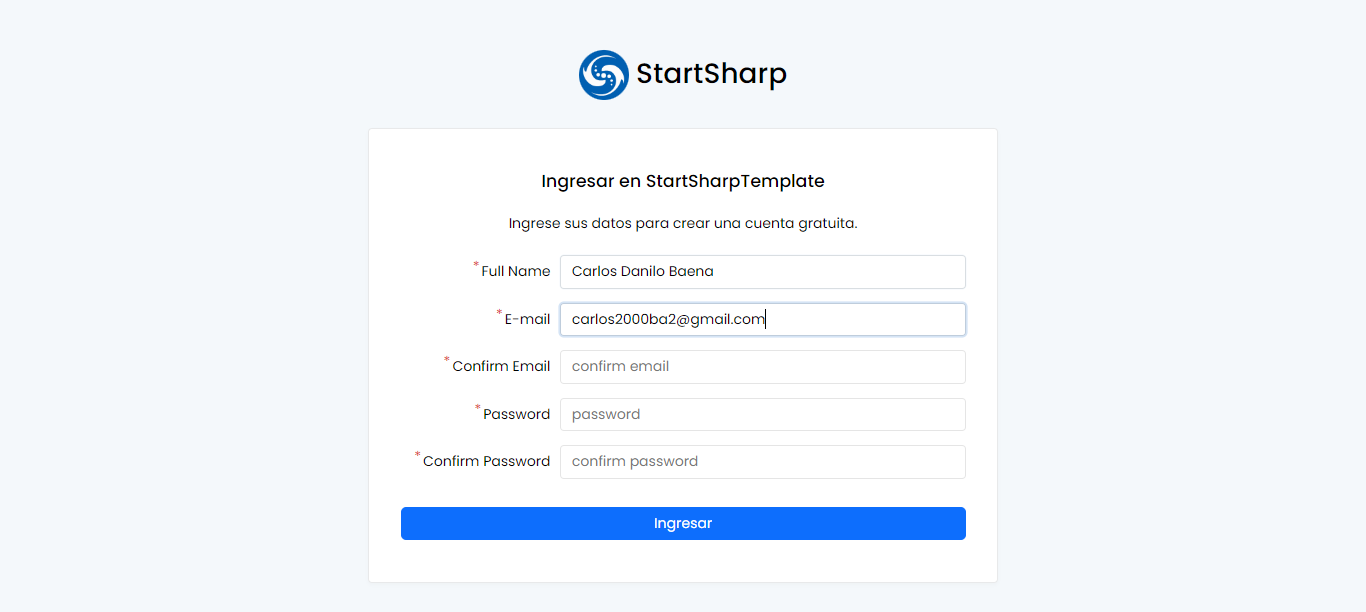 StartSharp
Ingresar en StartSharpTemplate
Ingrese sus datos para crear una cuenta gratuita.
* Full Name Carlos Danilo Baena
* E-mail carlos2000ba2@gmail.com
* Confirm Email confirm email
* Password password
* Confirm Password confirm password
Ingresar